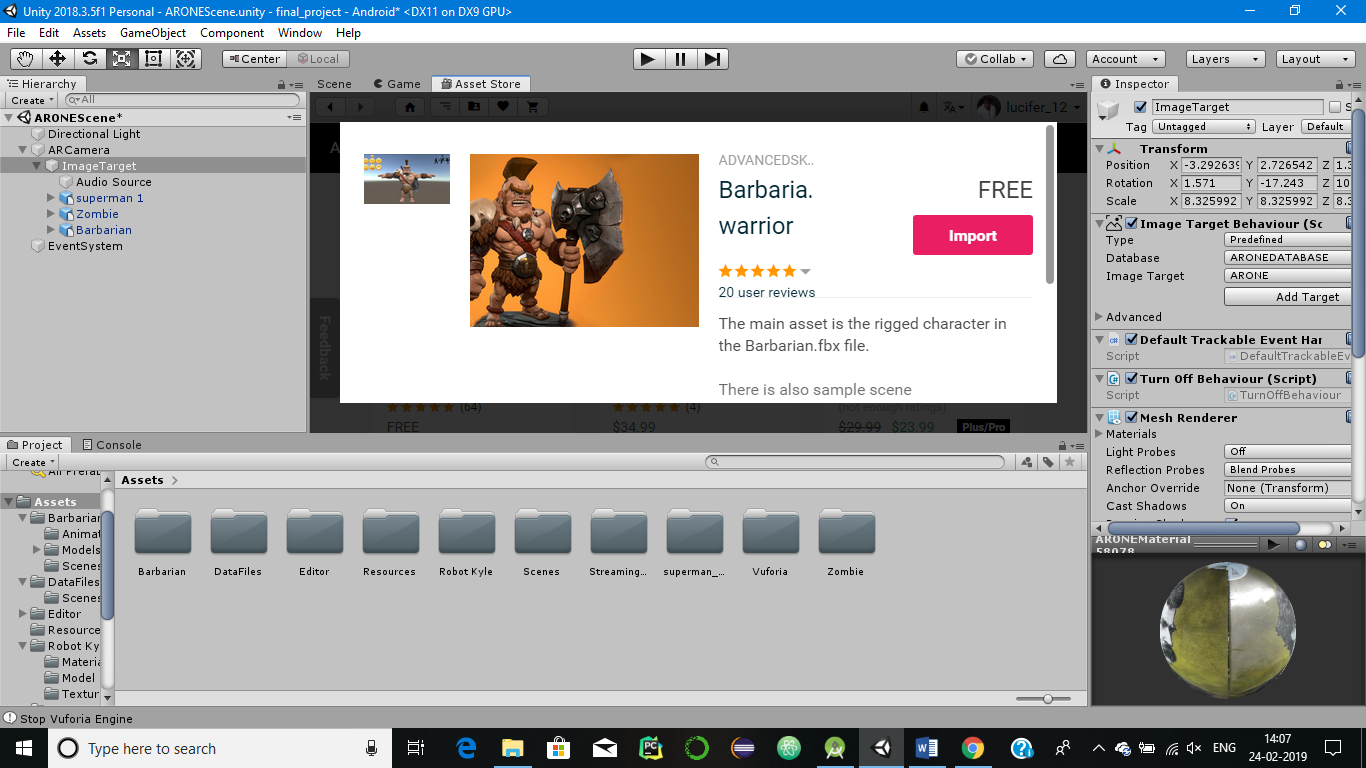 Unity 2018.3.5f1 Personal - ARONEScene.unity - final_project - Android* <DX11 on DX9 GPU>
File Edit Assets GameObject Component Window Help
Center Local Collab Account Layers Layout
Hierarchy
Create All
ARONEScene*
Directional Light
ARCamera
ImageTarget
Audio Source
superman 1
Zombie
Barbarian
EventSystem
Scene Game Asset Store
lucifer_12
ADVANCEDSK..
Barbaria.
warrior
FREE
Import
20 user reviews
The main asset is the rigged character in
the Barbarian.fbx file.
There is also sample scene
Feedback
(64) (4) (not enough ratings)
FREE $34.99 $29.99 $23.99 Plus/Pro
Inspector
ImageTarget S
Tag Untagged Layer Default
Transform
Position X -3.292639 Y 2.726542 Z 1.3
Rotation X 1.571 Y -17.243 Z 10
Scale X 8.325992 Y 8.325992 Z 8.3
Image Target Behaviour (Sc
Type Predefined
Database ARONEDATABASE
Image Target ARONE
Add Target
Advanced
Default Trackable Event Har
Script DefaultTrackableEv
Turn Off Behaviour (Script)
Script TurnOffBehaviour
Mesh Renderer
Materials
Light Probes Off
Reflection Probes Blend Probes
Anchor Override None (Transform)
Cast Shadows On
ARONEMaterial
58078
Project Console
Create
All Prefab
Assets
Barbarian
Animat
Models
Scenes
DataFiles
Scenes
Editor
Resource
Robot Ky
Materia
Model
Textur
Assets
Barbarian DataFiles Editor Resources Robot Kyle Scenes Streaming... superman_... Vuforia Zombie
Stop Vuforia Engine
Type here to search
ENG
14:07
24-02-2019